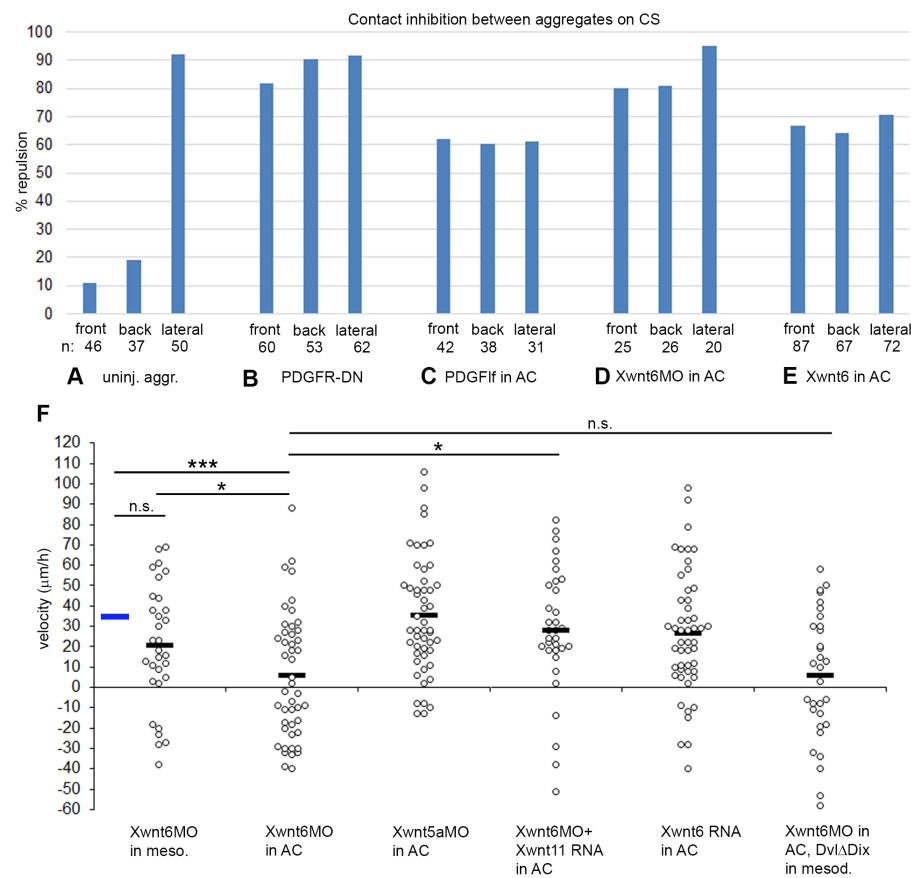 Contact inhibition between aggregates on CS
% repulsion
100
90
80
70
60
50
40
30
20
10
0
front back lateral front back lateral front back lateral front back lateral front back lateral
n: 46 37 50 60 53 62 42 38 31 25 26 20 87 67 72
A uninj. aggr. B PDGFR-DN C PDGFlf in AC D Xwnt6MO in AC E Xwnt6 in AC
F
n.s.
*
***
*
n.s.
velocity (µm/h)
120
110
100
90
80
70
60
50
40
30
20
10
0
-10
-20
-30
-40
-50
-60
Xwnt6MO
in meso.
Xwnt6MO
in AC
Xwnt5aMO
in AC
Xwnt6MO+
Xwnt11 RNA
in AC
Xwnt6 RNA
in AC
Xwnt6MO in
AC, Dvl∆Dix
in mesod.